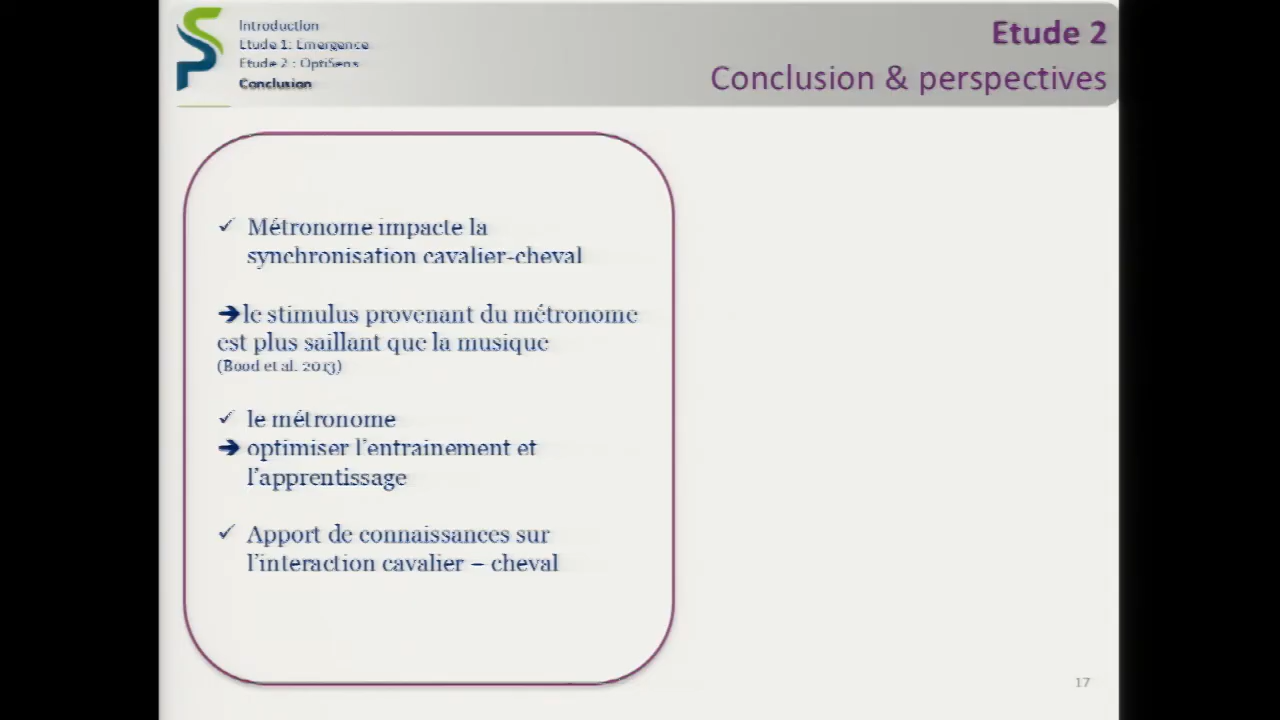 Introduction
Etude 1: Emergence
Etude 2 : OptiSens
Conclusion
Etude 2
Conclusion & perspectives
✓ Métronome impacte la
synchronisation cavalier-cheval
➔le stimulus provenant du métronome
est plus saillant que la musique
(Bood et al. 2013)
✓ le métronome
➔ optimiser l'entrainement et
l'apprentissage
✓ Apport de connaissances sur
l'interaction cavalier – cheval
17